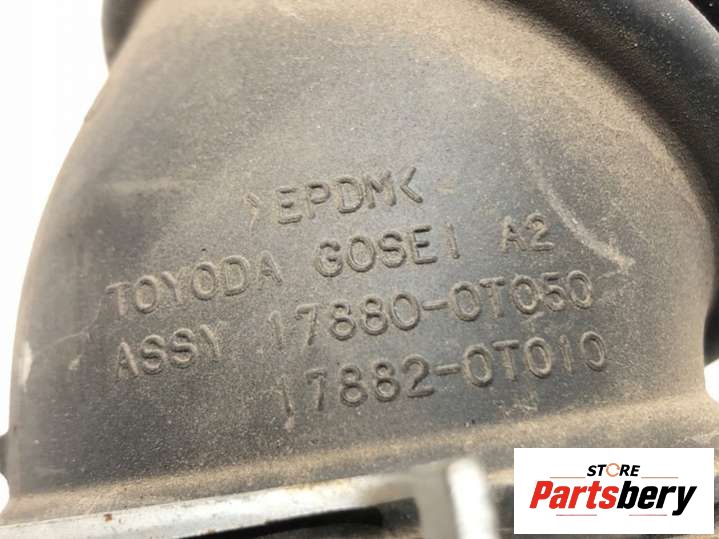 >EPDM<
TOYODA GOSEI A2
ASSY 17880-0T050
17882-0T010
STORE
Partsbery